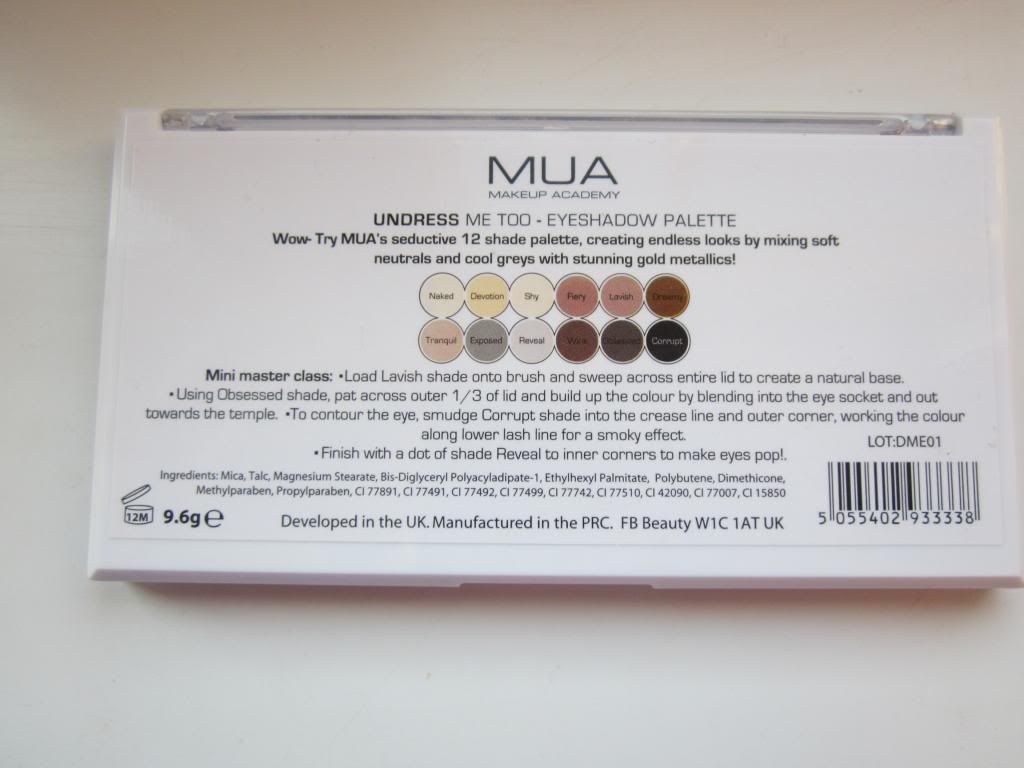 MUA
MAKEUP ACADEMY
UNDRESS ME TOO - EYESHADOW PALETTE
Wow- Try MUA's seductive 12 shade palette, creating endless looks by mixing soft
neutrals and cool greys with stunning gold metallics!
Naked Devotion Shy Fiery Lavish Dreamy
Tranquil Exposed Reveal Wink Obsessed Corrupt
Mini master class: •Load Lavish shade onto brush and sweep across entire lid to create a natural base.
•Using Obsessed shade, pat across outer 1/3 of lid and build up the colour by blending into the eye socket and out
towards the temple. •To contour the eye, smudge Corrupt shade into the crease line and outer corner, working the colour
along lower lash line for a smoky effect.
LOT:DME01
•Finish with a dot of shade Reveal to inner corners to make eyes pop!.
Ingredients: Mica, Talc, Magnesium Stearate, Bis-Diglyceryl Polyacyladipate-1, Ethylhexyl Palmitate, Polybutene, Dimethicone,
Methylparaben, Propylparaben, CI 77891, CI 77491, CI 77492, CI 77499, CI 77742, CI 77510, CI 42090, CI 77007, CI 15850
12M 9.6g e
Developed in the UK. Manufactured in the PRC. FB Beauty W1C 1AT UK
5 055402 933338